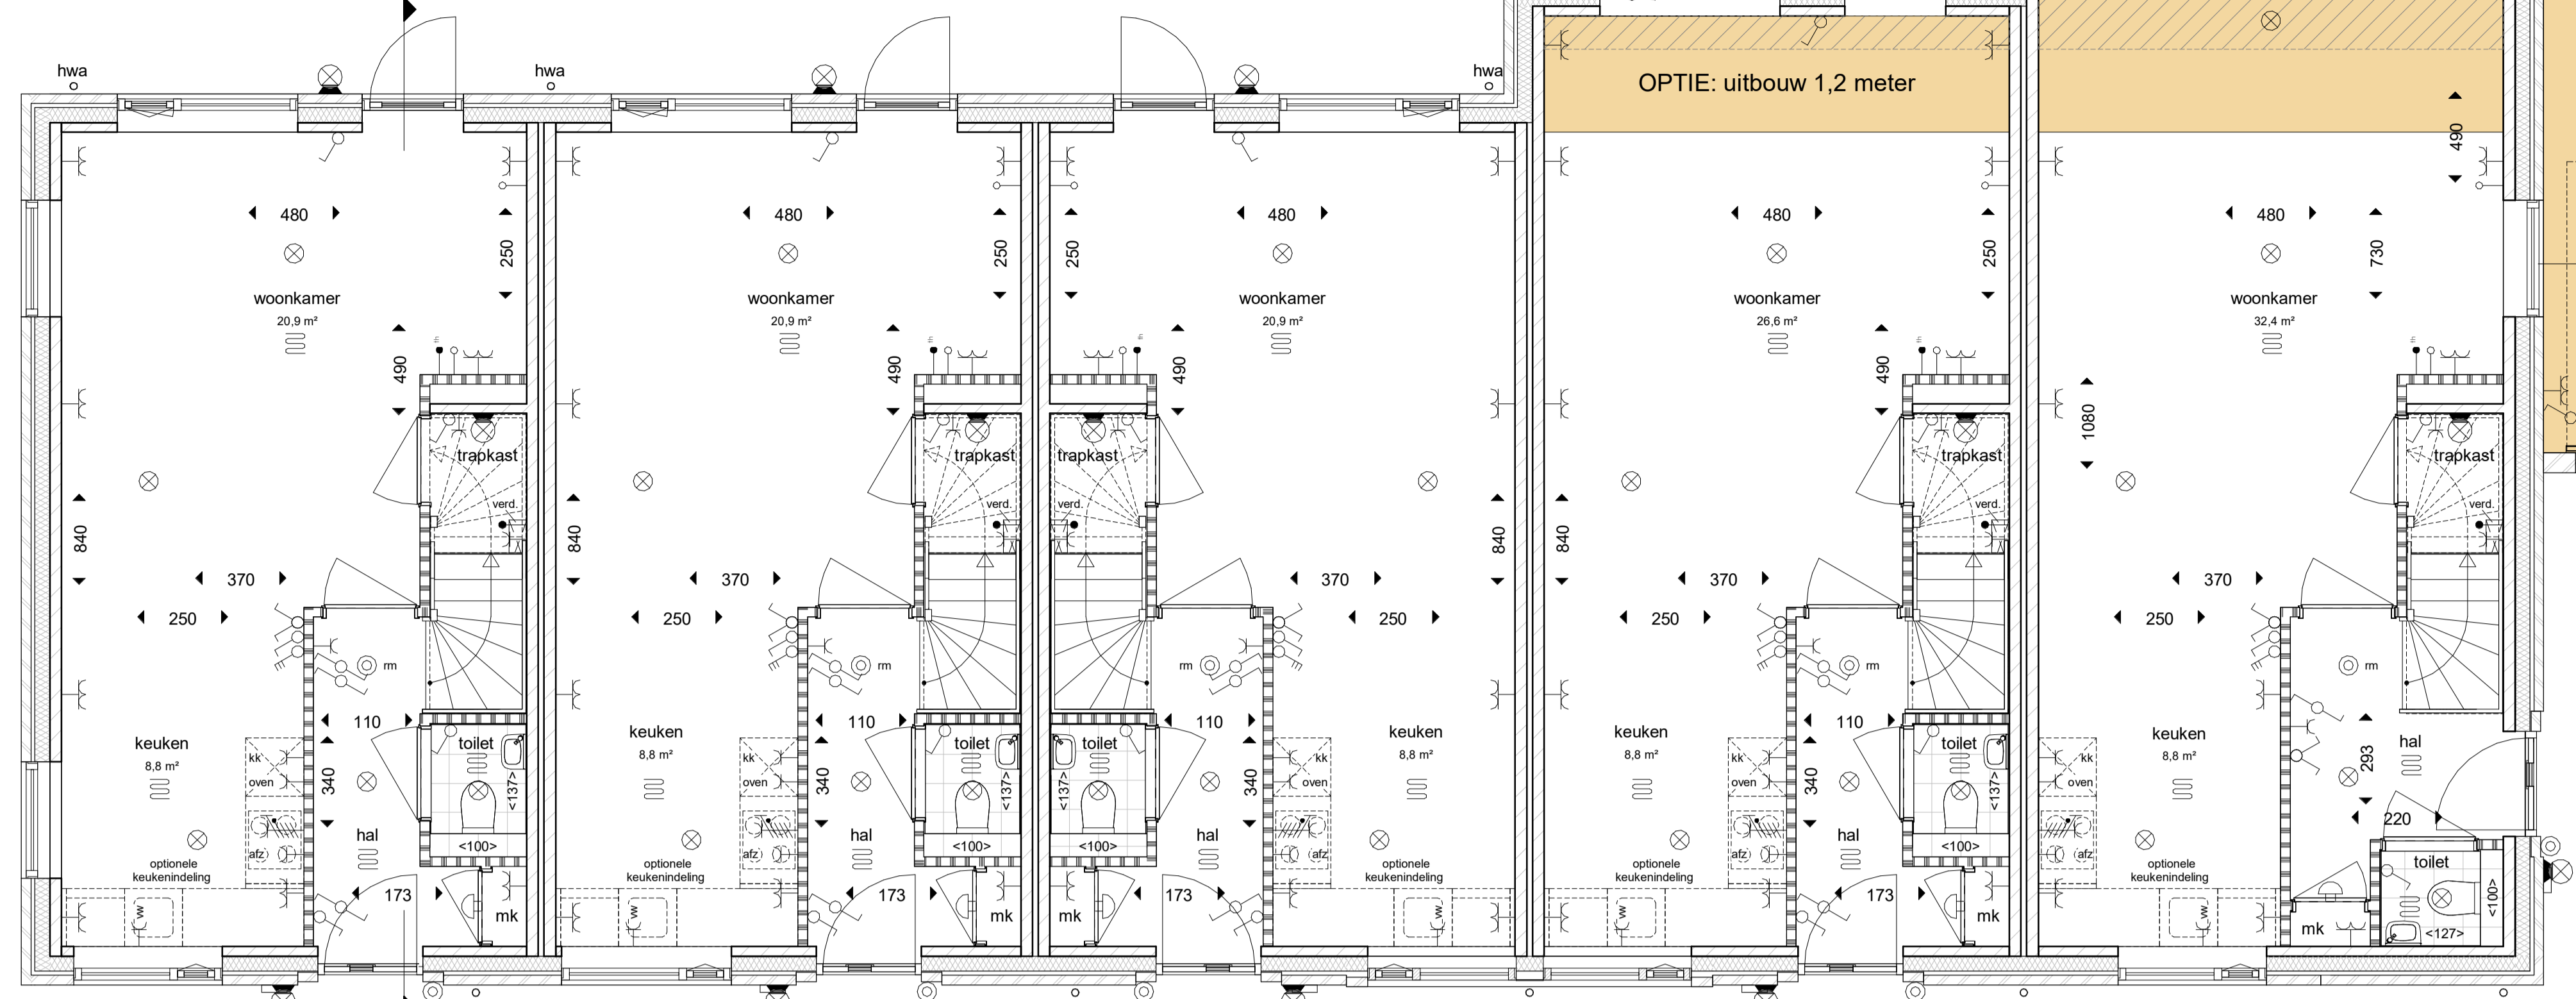 hwa
hwa
hwa
OPTIE: uitbouw 1,2 meter
490
480
480
480
480
480
250
250
250
250
730
woonkamer
woonkamer
woonkamer
woonkamer
woonkamer
20,9 m²
20,9 m²
20,9 m²
26,6 m²
32,4 m²
490
490
490
490
1080
trapkast
trapkast
trapkast
trapkast
trapkast
verd.
verd.
verd.
verd.
verd.
840
840
840
840
370
370
370
370
370
250
250
250
250
250
rm
rm
rm
rm
rm
110
110
110
110
keuken
toilet
keuken
toilet
toilet
keuken
keuken
toilet
keuken
hal
8,8 m²
8,8 m²
8,8 m²
8,8 m²
8,8 m²
kk
kk
kk
kk
kk
oven
oven
oven
oven
oven
340
<137>
340
<137>
<137>
340
340
<137>
293
220
hal
hal
hal
hal
<100>
<100>
<100>
<100>
afz
afz
afz
afz
afz
optionele
keukenindeling
optionele
keukenindeling
optionele
keukenindeling
optionele
keukenindeling
optionele
keukenindeling
toilet
173
173
173
173
<100>
vw
vw
vw
vw
vw
mk
mk
mk
mk
mk
<127>